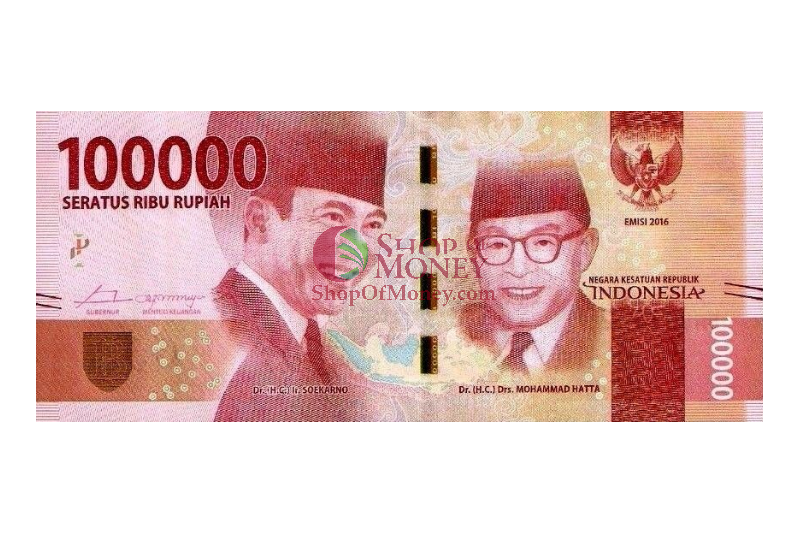 100000
SERATUS RIBU RUPIAH
EMISI 2016
SHOP OF
MONEY
ShopOfMoney.com
NEGARA KESATUAN REPUBLIK
INDONESIA
GUBERNUR
MENTERI KEUANGAN
Dr. (H.C.) Ir. SOEKARNO
Dr. (H.C.) Drs. MOHAMMAD HATTA
100000